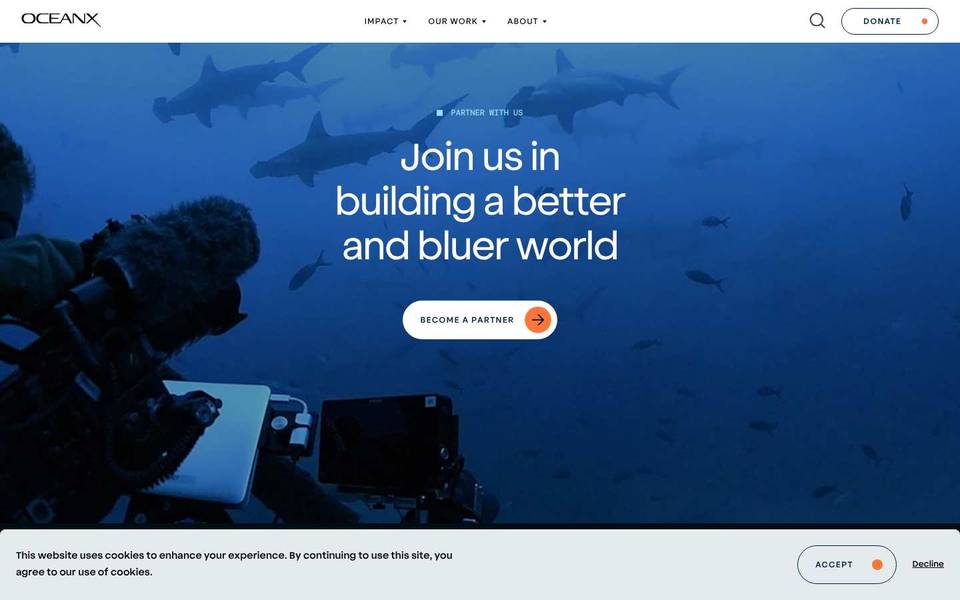 OCEANX
IMPACT
OUR WORK
ABOUT
DONATE
PARTNER WITH US
Join us in
building a better
and bluer world
BECOME A PARTNER
This website uses cookies to enhance your experience. By continuing to use this site, you
agree to our use of cookies.
ACCEPT
Decline